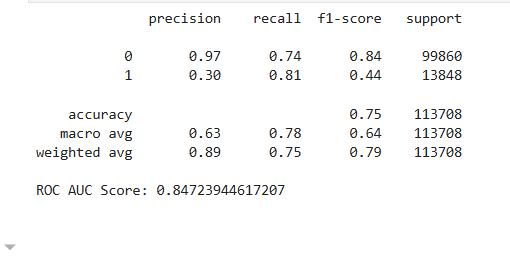 precision recall f1-score support
0 0.97 0.74 0.84 99860
1 0.30 0.81 0.44 13848
accuracy 0.75 113708
macro avg 0.63 0.78 0.64 113708
weighted avg 0.89 0.75 0.79 113708
ROC AUC Score: 0.84723944617207